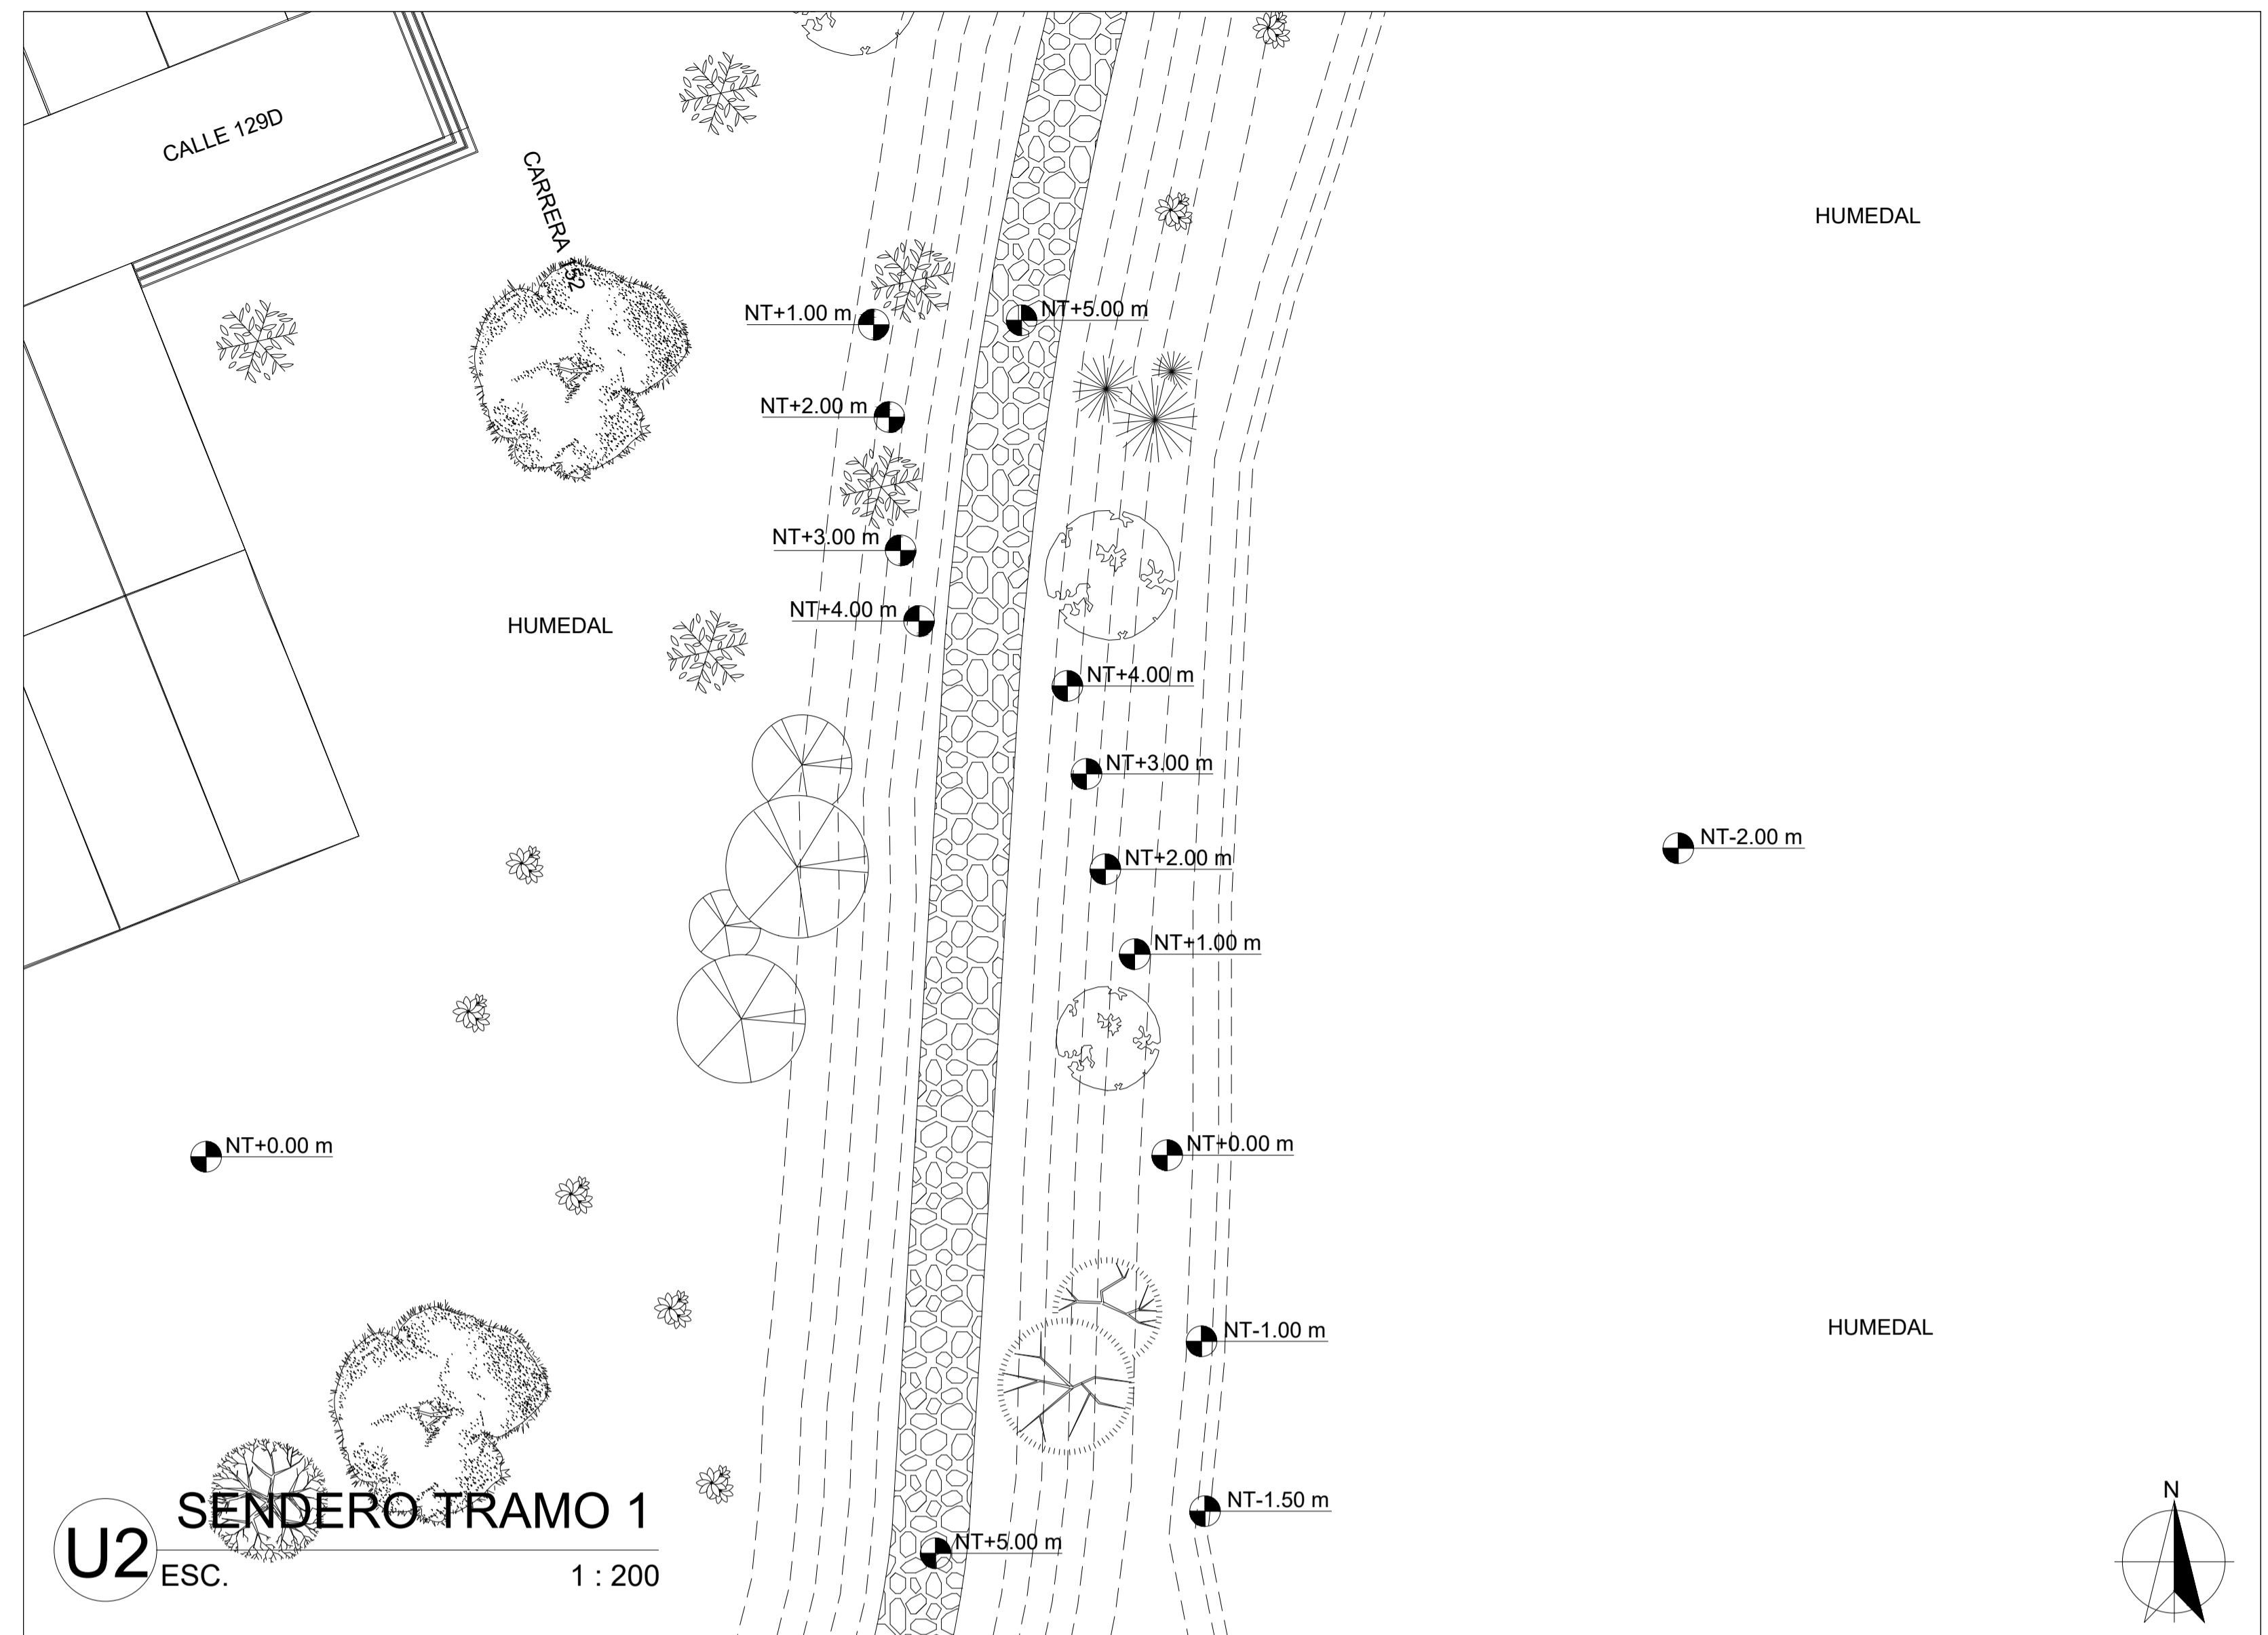 CALLE 129D
CARRERA 152
HUMEDAL
NT+1.00 m
NT+5.00 m
NT+2.00 m
NT+3.00 m
NT+4.00 m
HUMEDAL
NT+4.00 m
NT+3.00 m
NT-2.00 m
NT+2.00 m
NT+1.00 m
NT+0.00 m
NT+0.00 m
NT-1.00 m
HUMEDAL
NT-1.50 m
NT+5.00 m
N
U2
SENDERO TRAMO 1
ESC. 1 : 200